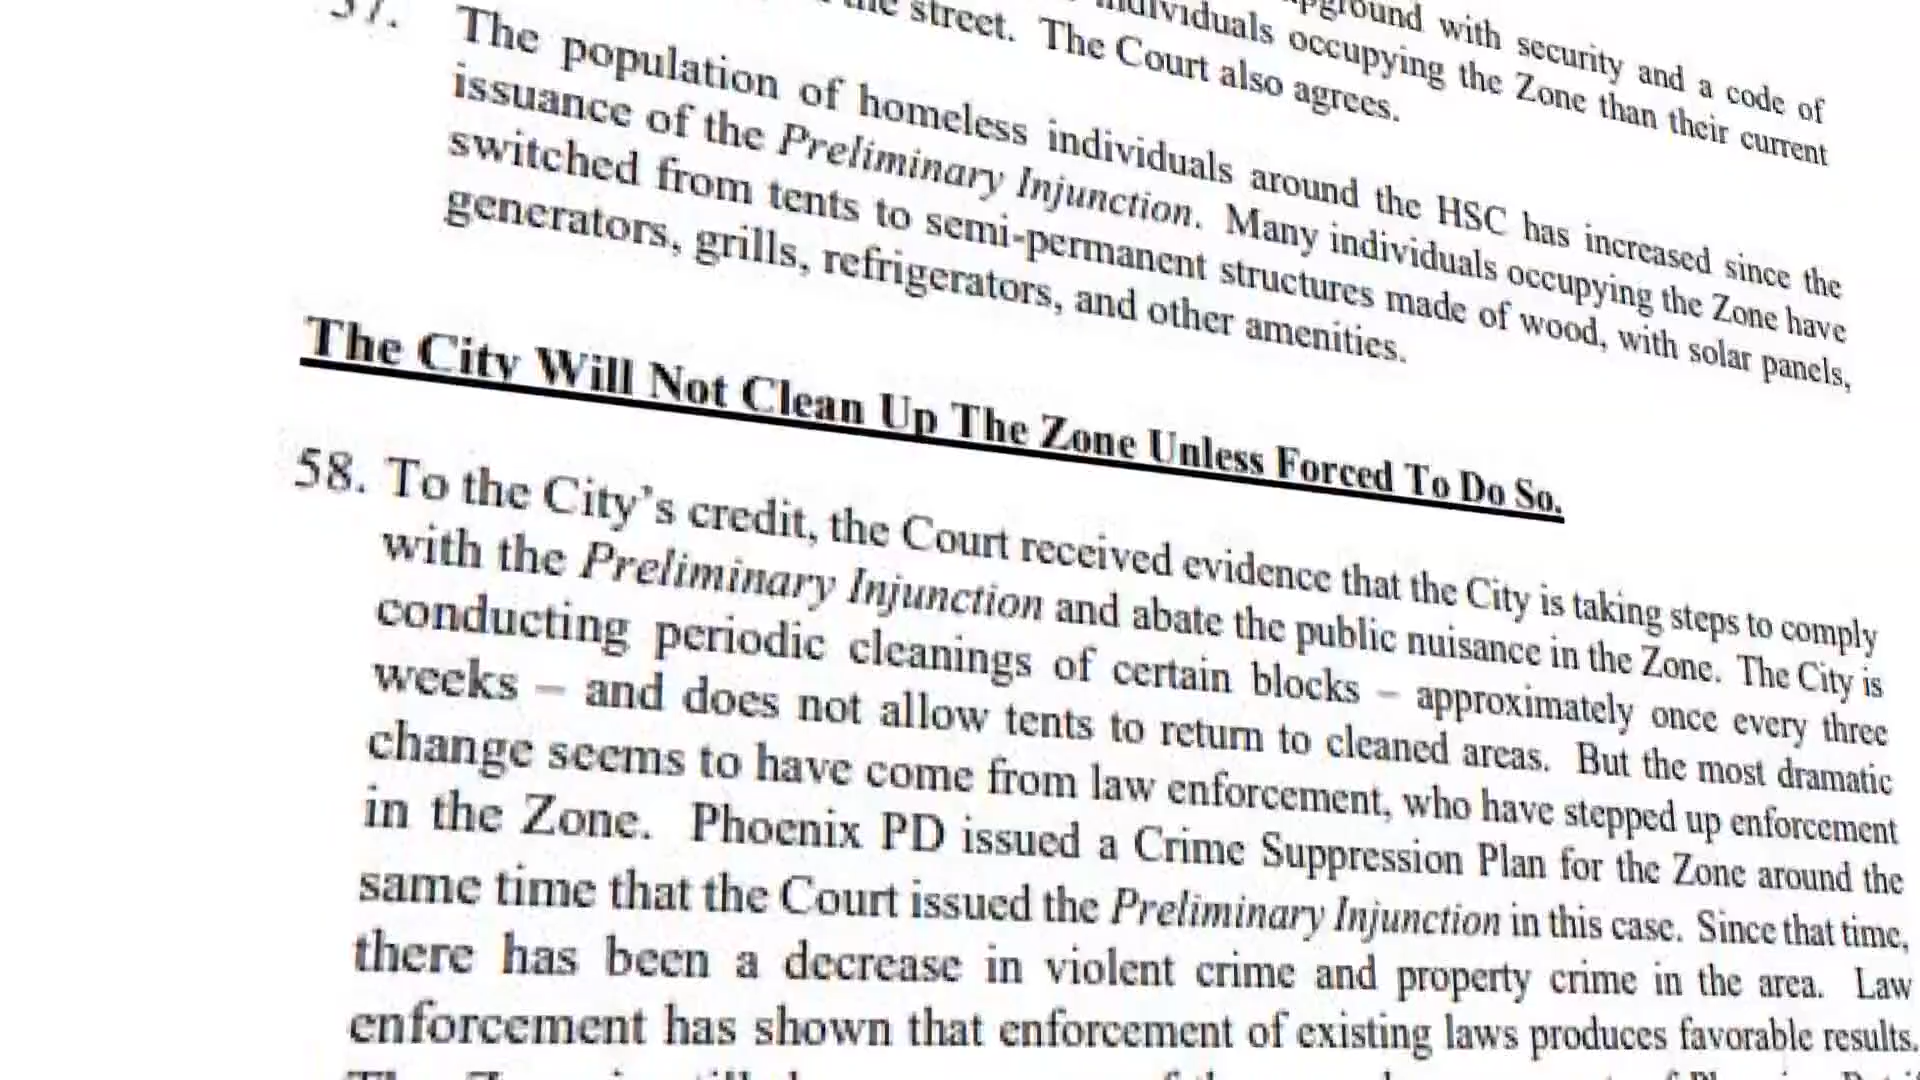 ground with security and a code of
individuals occupying the Zone than their current
the street. The Court also agrees.
57. The population of homeless individuals around the HSC has increased since the
issuance of the Preliminary Injunction. Many individuals occupying the Zone have
switched from tents to semi-permanent structures made of wood, with solar panels,
generators, grills, refrigerators, and other amenities.
The City Will Not Clean Up The Zone Unless Forced To Do So.
58. To the City's credit, the Court received evidence that the City is taking steps to comply
with the Preliminary Injunction and abate the public nuisance in the Zone. The City is
conducting periodic cleanings of certain blocks – approximately once every three
weeks – and does not allow tents to return to cleaned areas. But the most dramatic
change seems to have come from law enforcement, who have stepped up enforcement
in the Zone. Phoenix PD issued a Crime Suppression Plan for the Zone around the
same time that the Court issued the Preliminary Injunction in this case. Since that time,
there has been a decrease in violent crime and property crime in the area. Law
enforcement has shown that enforcement of existing laws produces favorable results.